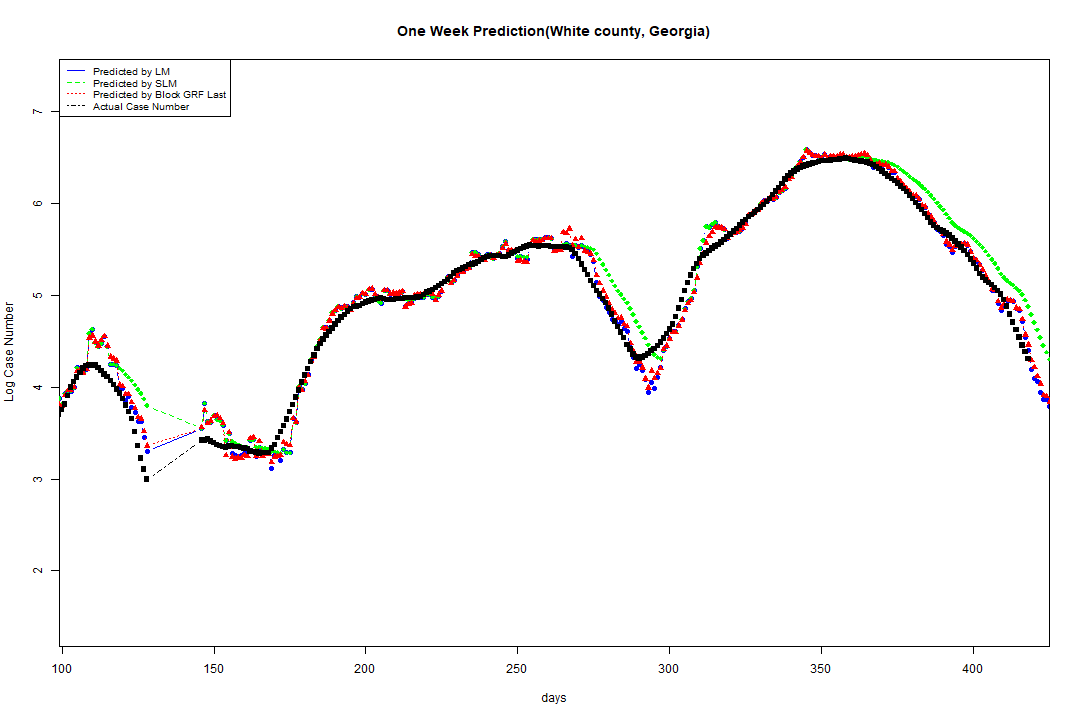 One Week Prediction(White county, Georgia)
Predicted by LM
Predicted by SLM
Predicted by Block GRF Last
Actual Case Number
7
6
5
4
3
2
Log Case Number
100 150 200 250 300 350 400
days